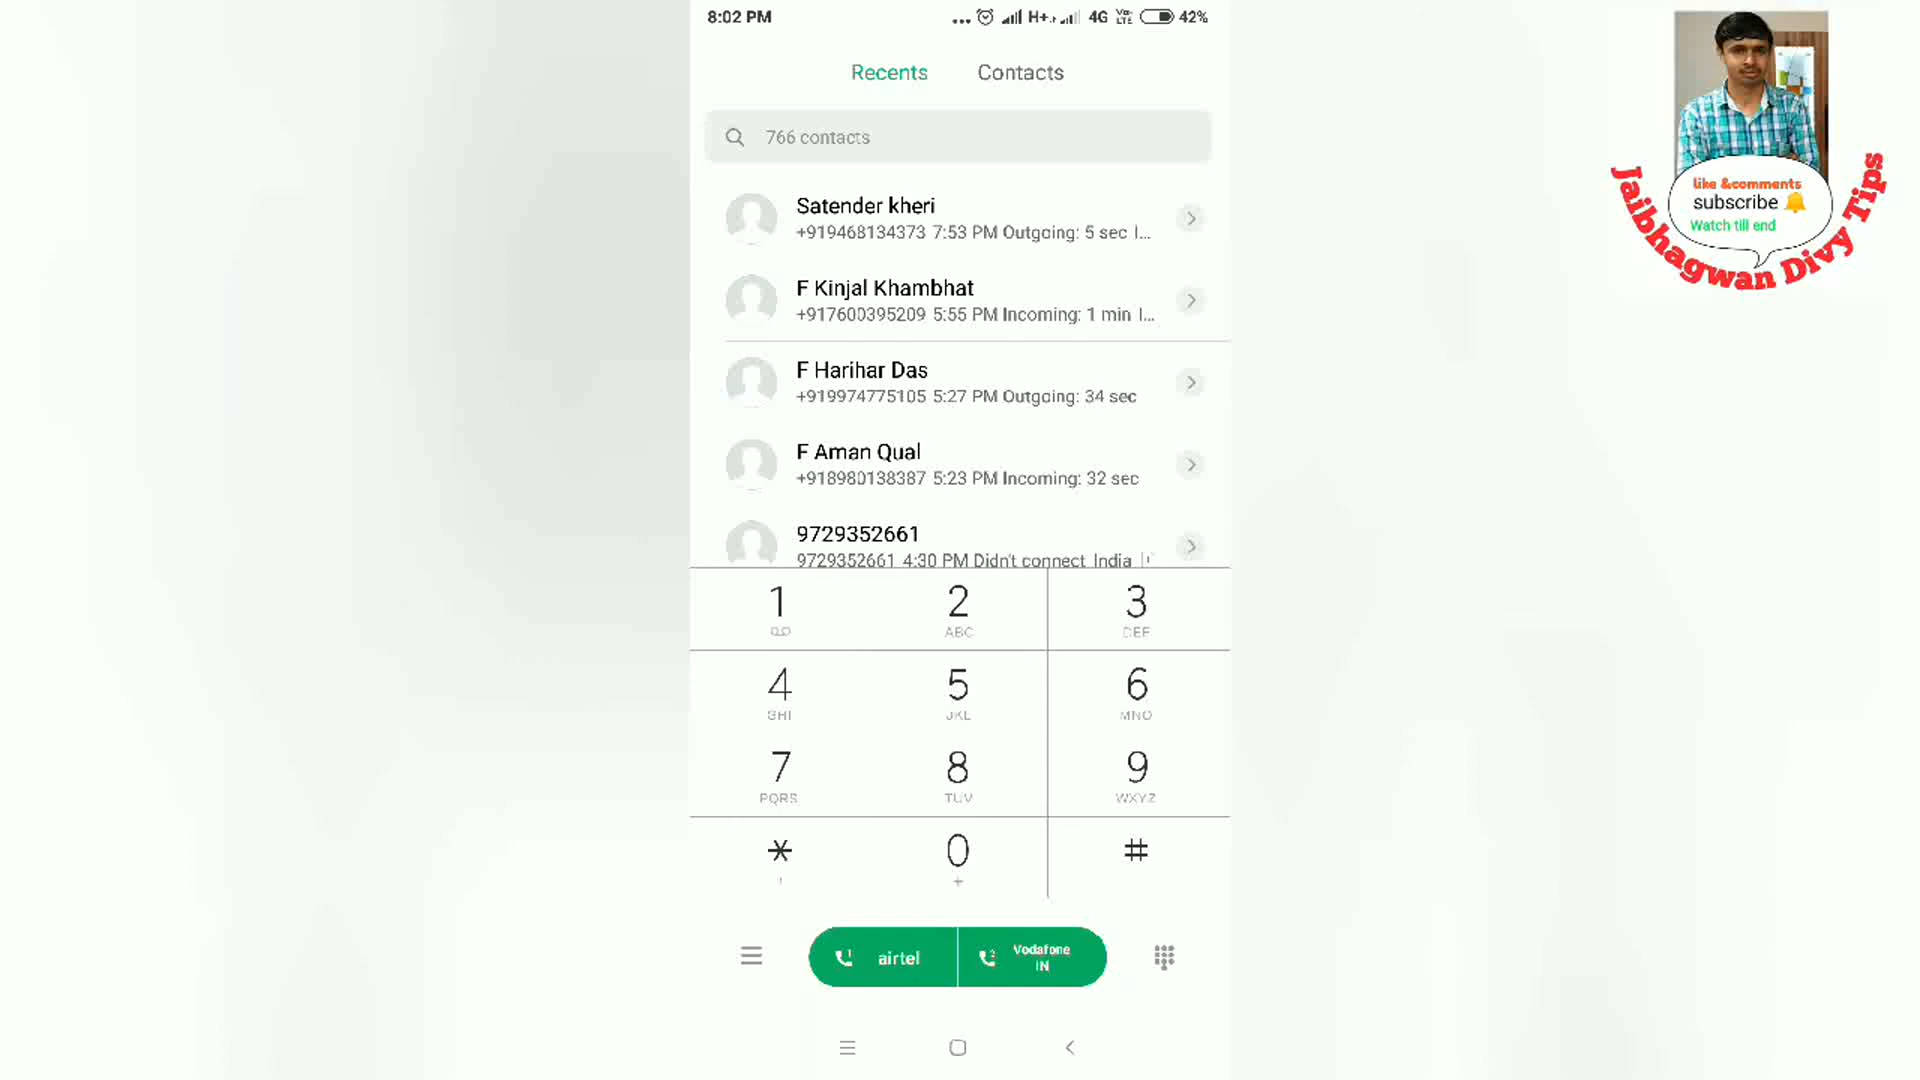 8:02 PM
H+
4G
Vo
LTE
42%
Recents
Contacts
766 contacts
Satender kheri
+919468134373 7:53 PM Outgoing: 5 sec I...
F Kinjal Khambhat
+917600395209 5:55 PM Incoming: 1 min I...
F Harihar Das
+919974775105 5:27 PM Outgoing: 34 sec
F Aman Qual
+918980138387 5:23 PM Incoming: 32 sec
9729352661
9729352661 4:30 PM Didn't connect India
1
2
ABC
3
DEF
4
GHI
5
JKL
6
MNO
7
PQRS
8
TUV
9
WXYZ
*
,
0
+
#
1
airtel
2
Vodafone
IN
like &comments
subscribe
Watch till end
Jaibhagwan Divy Tips